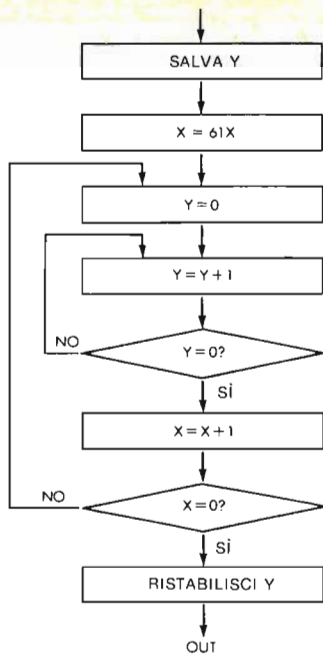 SALVA Y
X = 61X
Y=0
Y=Y+1
NO
Y=0?
SÌ
X=X+1
NO
X=0?
SÌ
RISTABILISCI Y
OUT